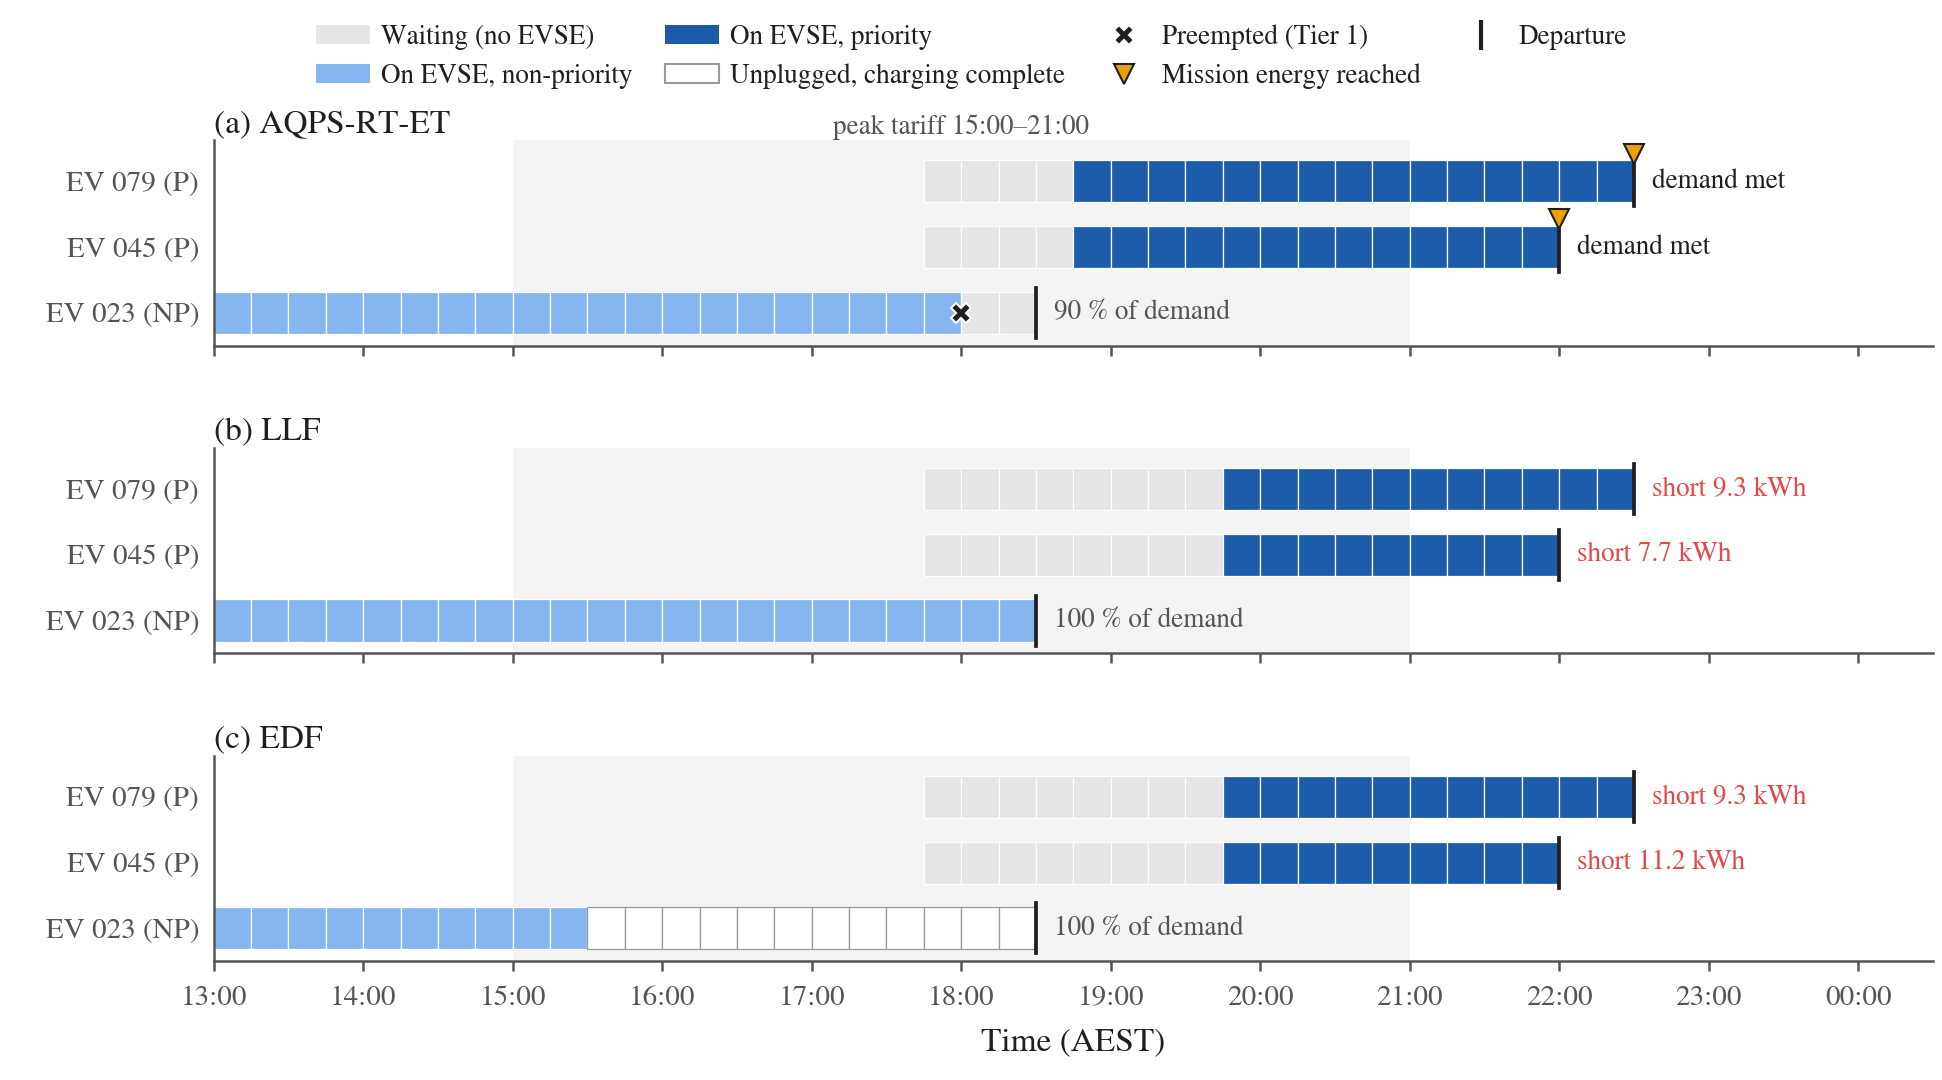 Waiting (no EVSE)
On EVSE, priority
Preempted (Tier 1)
Departure
On EVSE, non-priority
Unplugged, charging complete
Mission energy reached
(a) AQPS-RT-ET
peak tariff 15:00–21:00
EV 079 (P)
demand met
EV 045 (P)
demand met
EV 023 (NP)
90 % of demand
(b) LLF
EV 079 (P)
short 9.3 kWh
EV 045 (P)
short 7.7 kWh
EV 023 (NP)
100 % of demand
(c) EDF
EV 079 (P)
short 9.3 kWh
EV 045 (P)
short 11.2 kWh
EV 023 (NP)
100 % of demand
13:00 14:00 15:00 16:00 17:00 18:00 19:00 20:00 21:00 22:00 23:00 00:00
Time (AEST)